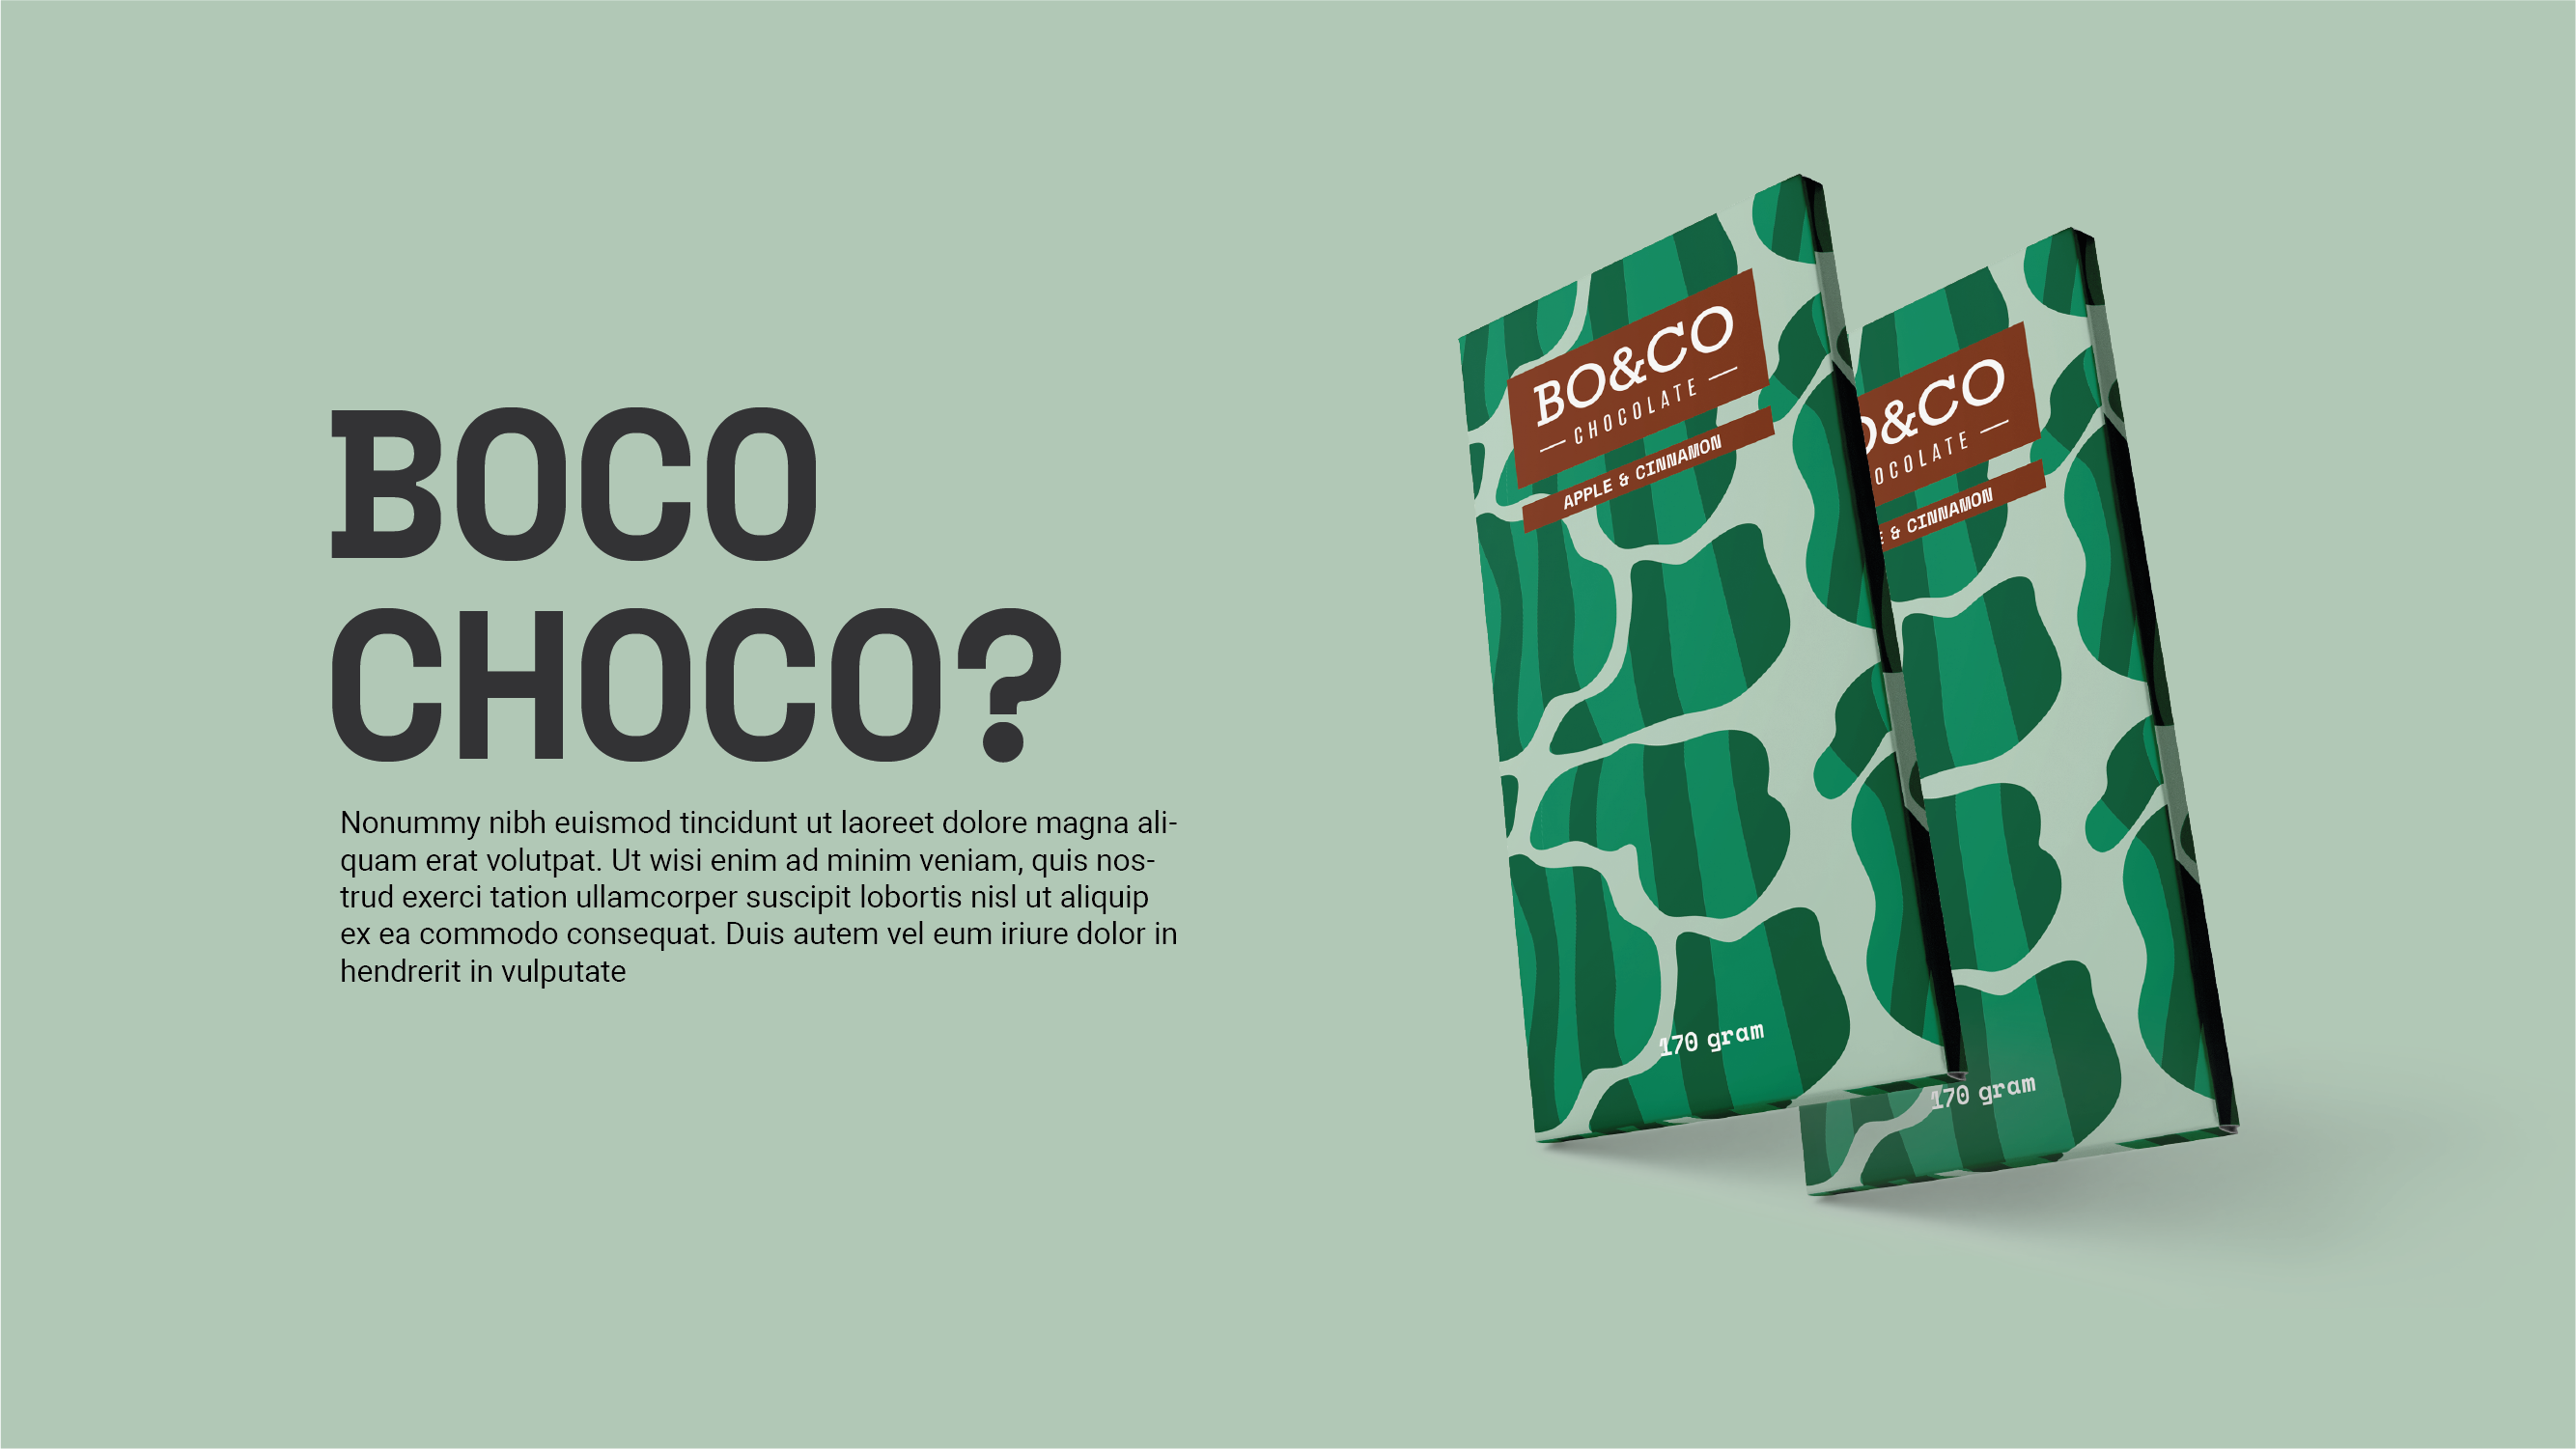 BOCO
CHOCO?
Nonummy nibh euismod tincidunt ut laoreet dolore magna ali-
quam erat volutpat. Ut wisi enim ad minim veniam, quis nos-
trud exerci tation ullamcorper suscipit lobortis nisl ut aliquip
ex ea commodo consequat. Duis autem vel eum iriure dolor in
hendrerit in vulputate
BO&CO
CHOCOLATE
APPLE & CINNAMON
170 gram
O&CO
OCOLATE
E & CINNAMON
170 gram